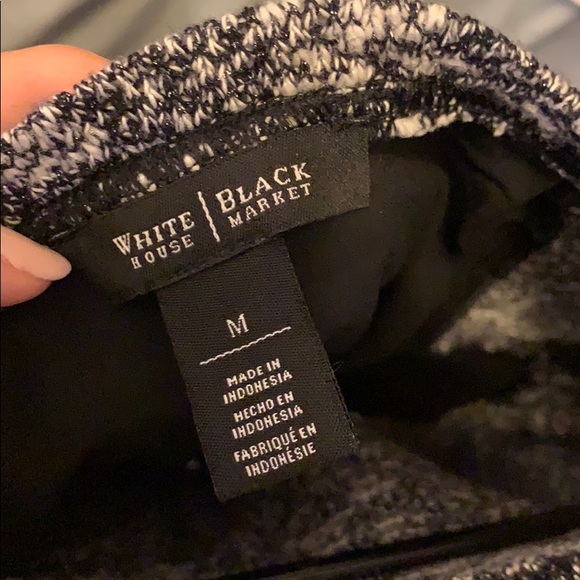 WHITE HOUSE | BLACK MARKET
M
MADE IN
INDONESIA
HECHO EN
INDONESIA
FABRIQUÉ EN
INDONÉSIE